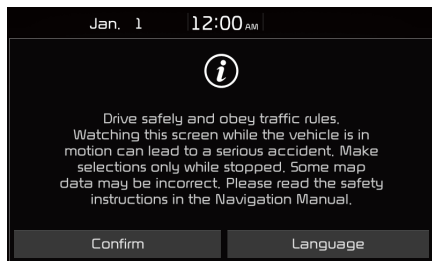 Jan. 1 12:00 AM
i
Drive safely and obey traffic rules.
Watching this screen while the vehicle is in
motion can lead to a serious accident. Make
selections only while stopped. Some map
data may be incorrect. Please read the safety
instructions in the Navigation Manual.
Confirm Language